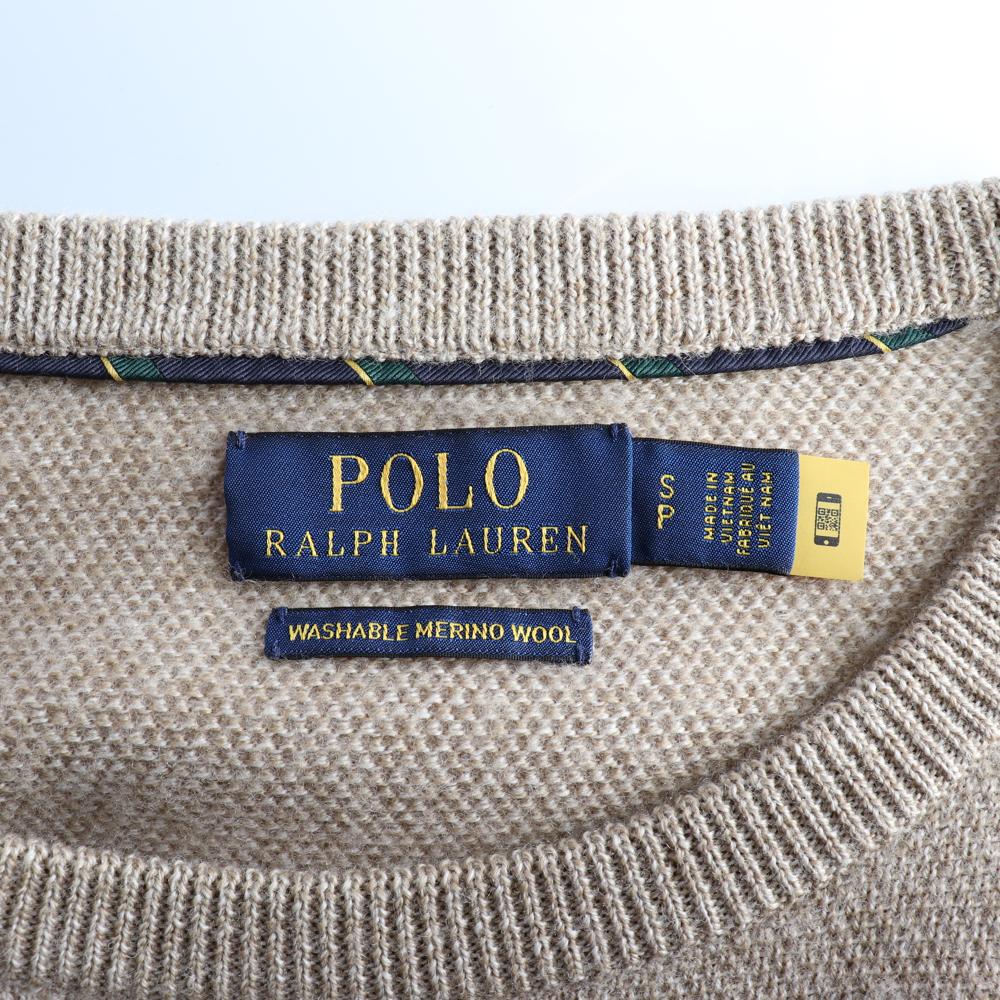 POLO
RALPH LAUREN
S
P
MADE IN
VIETNAM
FABRIQUÉ AU
VIÊT NAM
WASHABLE MERINO WOOL